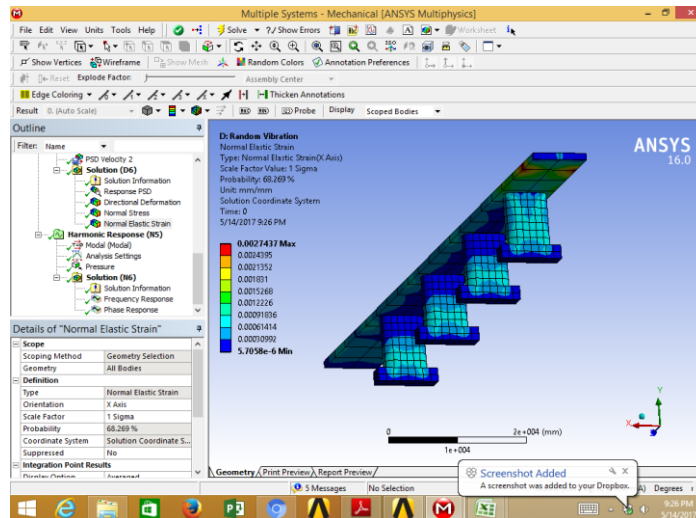 Multiple Systems - Mechanical [ANSYS Multiphysics]
File Edit View Units Tools Help Solve ?/ Show Errors Worksheet
Show Vertices Wireframe Show Mesh Random Colors Annotation Preferences
Reset Explode Factor: Assembly Center
Edge Coloring Thicken Annotations
Result 0. (Auto Scale) Probe Display Scoped Bodies
Outline
Filter: Name
PSD Velocity 2
Solution (D6)
Solution Information
Response PSD
Directional Deformation
Normal Stress
Normal Elastic Strain
Harmonic Response (N5)
Modal (Modal)
Analysis Settings
Pressure
Solution (N6)
Solution Information
Frequency Response
Phase Response
Details of "Normal Elastic Strain"
Scope
Scoping Method Geometry Selection
Geometry All Bodies
Definition
Type Normal Elastic Strain
Orientation X Axis
Scale Factor 1 Sigma
Probability 68.269 %
Coordinate System Solution Coordinate S...
Suppressed No
Integration Point Results
Display Option Averaged
D: Random Vibration
Normal Elastic Strain
Type: Normal Elastic Strain(X Axis)
Scale Factor Value: 1 Sigma
Probability: 68.269 %
Unit: mm/mm
Solution Coordinate System
Time: 0
5/14/2017 9:26 PM
0.0027437 Max
0.0024395
0.0021352
0.001831
0.0015268
0.0012226
0.00091836
0.00061414
0.00030992
5.7058e-6 Min
ANSYS
16.0
0 2e+004 (mm)
1e+004
Y
X
Geometry Print Preview Report Preview
5 Messages No Selection Degrees
Screenshot Added
A screenshot was added to your Dropbox.
9:26 PM
5/14/2017